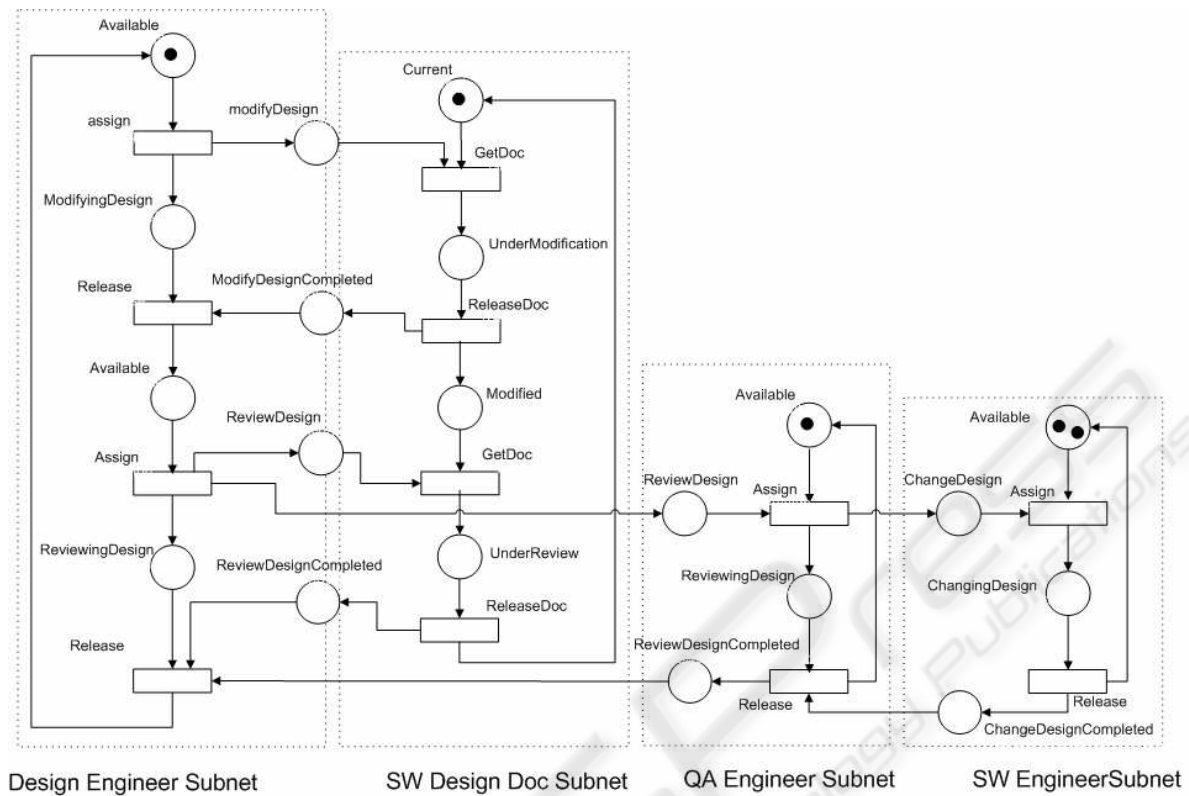 Available
assign
modifyDesign
ModifyingDesign
Release
ModifyDesignCompleted
Available
ReviewDesign
Assign
ReviewingDesign
ReviewDesignCompleted
Release
Current
GetDoc
UnderModification
ReleaseDoc
Modified
GetDoc
UnderReview
ReleaseDoc
Available
ReviewDesign
Assign
ReviewingDesign
ReviewDesignCompleted
Release
Available
ChangeDesign
Assign
ChangingDesign
Release
ChangeDesignCompleted
Design Engineer Subnet
SW Design Doc Subnet
QA Engineer Subnet
SW EngineerSubnet